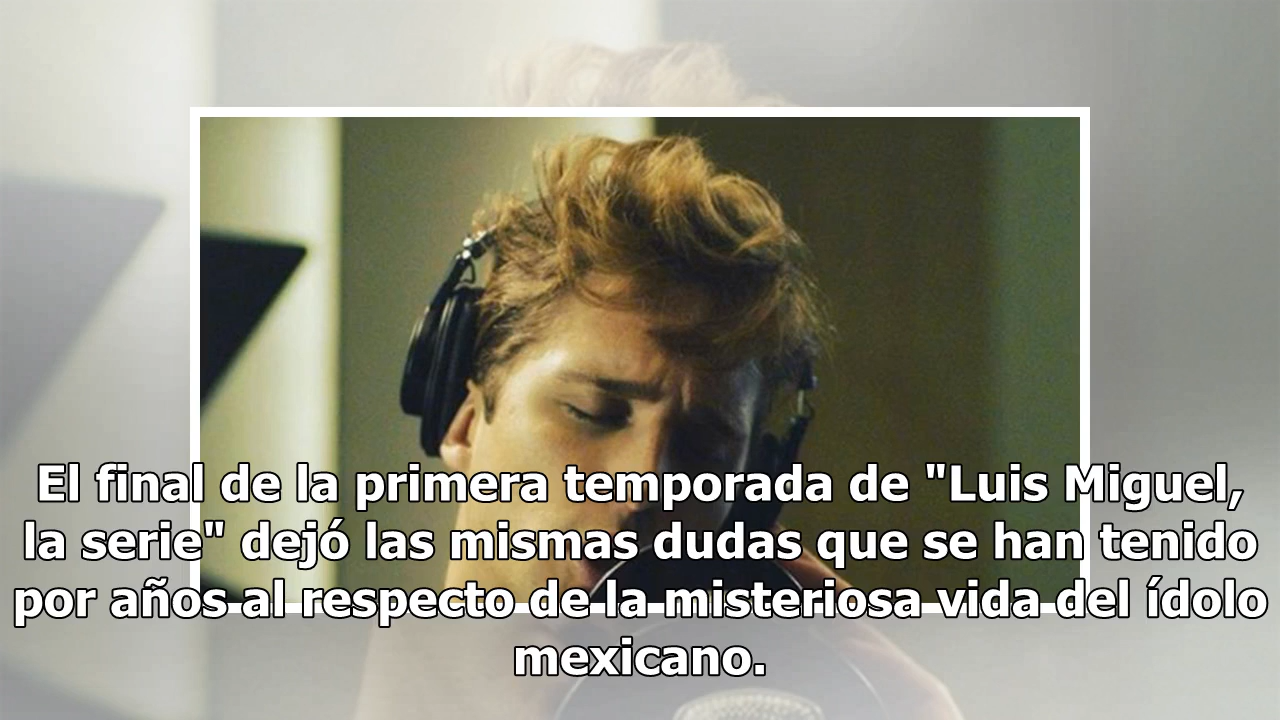 El final de la primera temporada de "Luis Miguel,
la serie" dejó las mismas dudas que se han tenido
por años al respecto de la misteriosa vida del ídolo
mexicano.